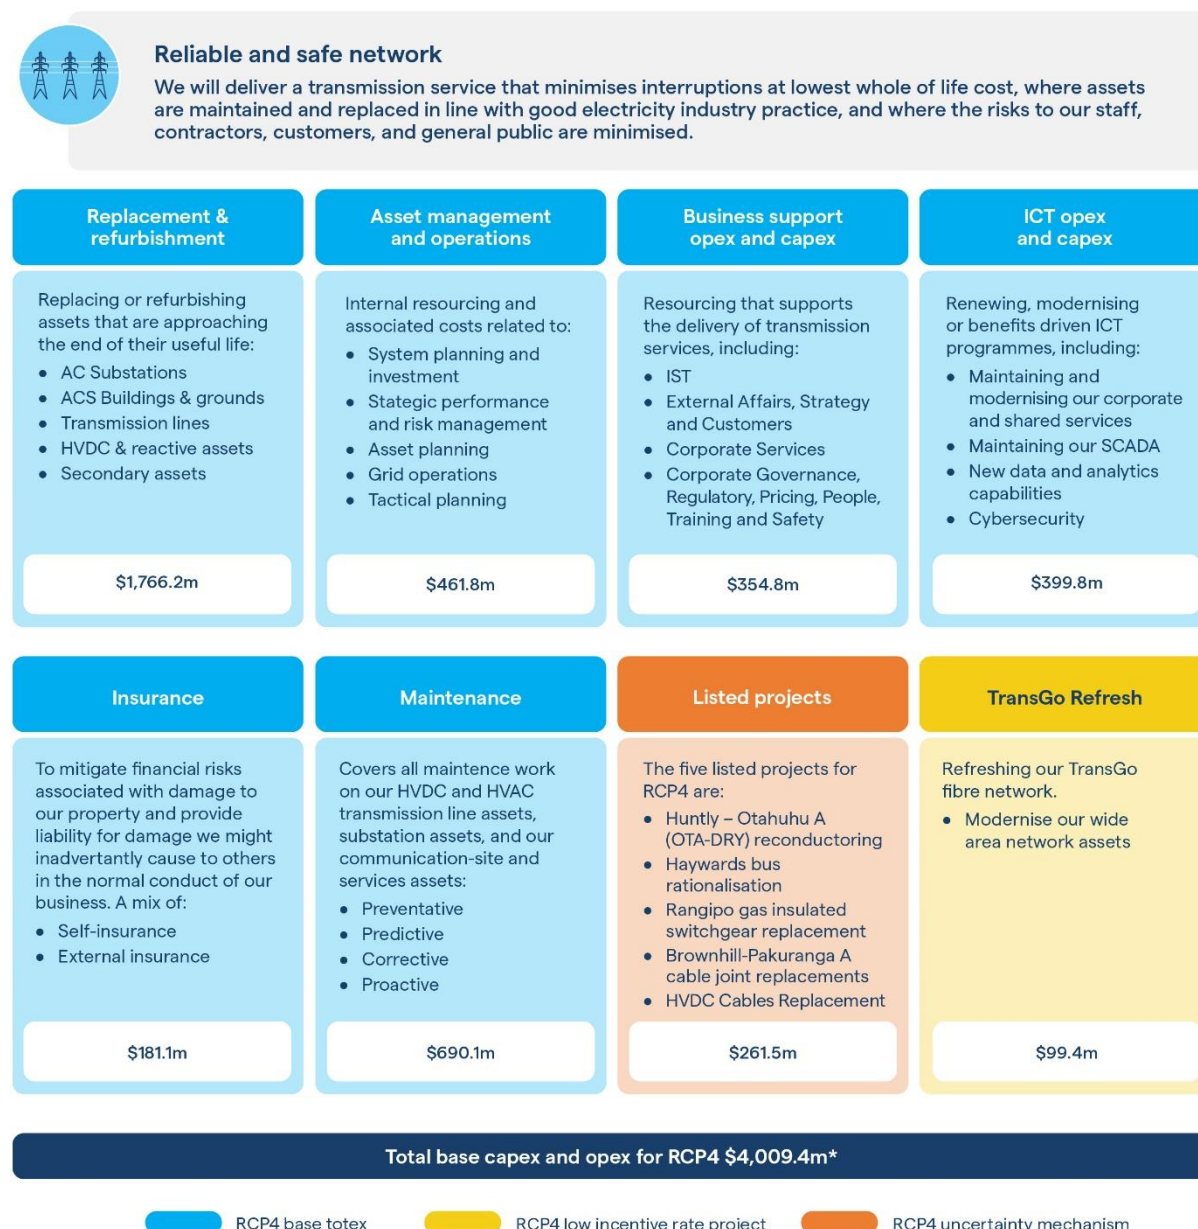 Reliable and safe network
We will deliver a transmission service that minimises interruptions at lowest whole of life cost, where assets
are maintained and replaced in line with good electricity industry practice, and where the risks to our staff,
contractors, customers, and general public are minimised.
Replacement &
refurbishment
Replacing or refurbishing
assets that are approaching
the end of their useful life:
• AC Substations
• ACS Buildings & grounds
• Transmission lines
• HVDC & reactive assets
• Secondary assets
$1,766.2m
Asset management
and operations
Internal resourcing and
associated costs related to:
• System planning and
investment
• Stategic performance
and risk management
• Asset planning
• Grid operations
• Tactical planning
$461.8m
Business support
opex and capex
Resourcing that supports
the delivery of transmission
services, including:
• IST
• External Affairs, Strategy
and Customers
• Corporate Services
• Corporate Governance,
Regulatory, Pricing, People,
Training and Safety
$354.8m
ICT opex
and capex
Renewing, modernising
or benefits driven ICT
programmes, including:
• Maintaining and
modernising our corporate
and shared services
• Maintaining our SCADA
• New data and analytics
capabilities
• Cybersecurity
$399.8m
Insurance
To mitigate financial risks
associated with damage to
our property and provide
liability for damage we might
inadvertantly cause to others
in the normal conduct of our
business. A mix of:
• Self-insurance
• External insurance
$181.1m
Maintenance
Covers all maintence work
on our HVDC and HVAC
transmission line assets,
substation assets, and our
communication-site and
services assets:
• Preventative
• Predictive
• Corrective
• Proactive
$690.1m
Listed projects
The five listed projects for
RCP4 are:
• Huntly – Otahuhu A
(OTA-DRY) reconductoring
• Haywards bus
rationalisation
• Rangipo gas insulated
switchgear replacement
• Brownhill-Pakuranga A
cable joint replacements
• HVDC Cables Replacement
$261.5m
TransGo Refresh
Refreshing our TransGo
fibre network.
• Modernise our wide
area network assets
$99.4m
Total base capex and opex for RCP4 $4,009.4m*
RCP4 base totex
RCP4 low incentive rate project
RCP4 uncertainty mechanism